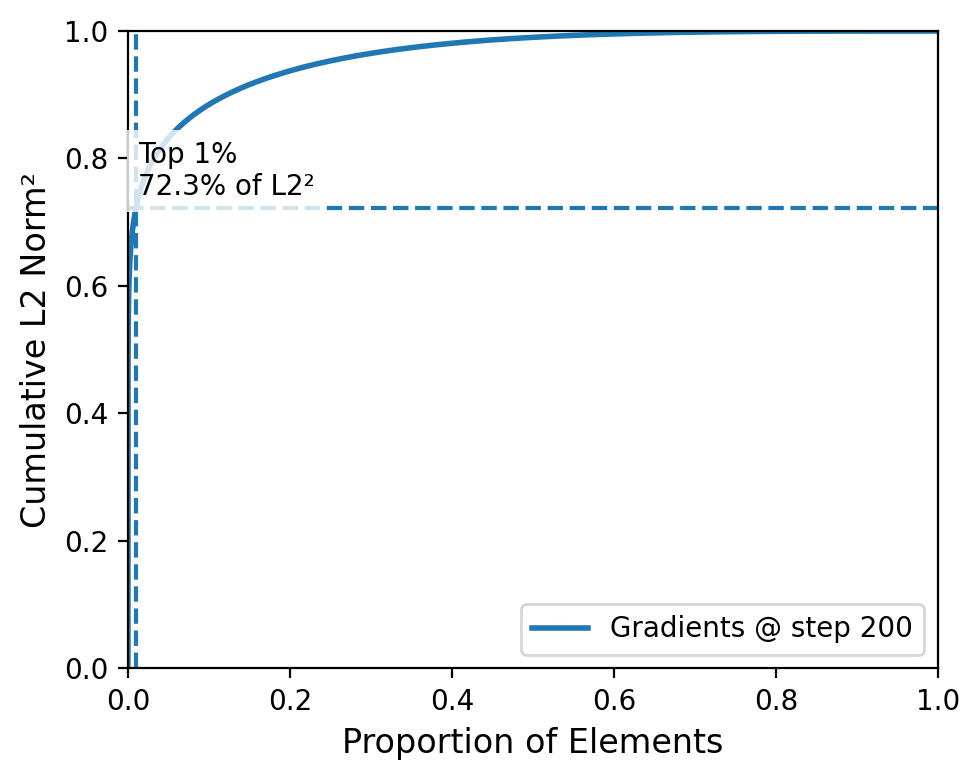 1.0
0.8
0.6
0.4
0.2
0.0
Cumulative L2 Norm²
Top 1%
72.3% of L2²
Gradients @ step 200
0.0 0.2 0.4 0.6 0.8 1.0
Proportion of Elements